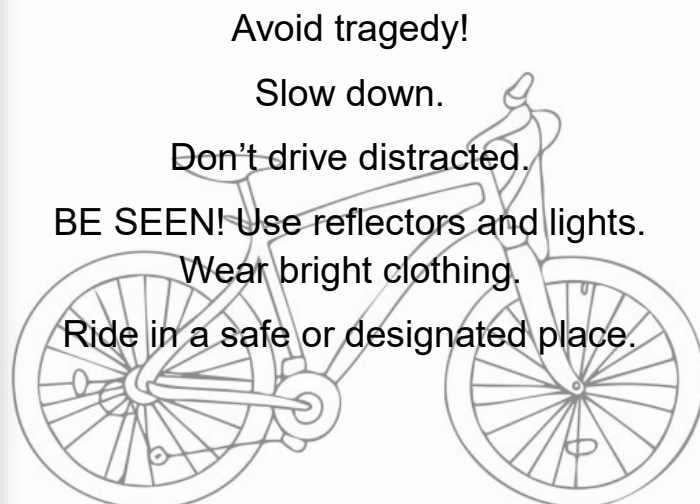 Avoid tragedy!
Slow down.
Don’t drive distracted.
BE SEEN! Use reflectors and lights.
Wear bright clothing.
Ride in a safe or designated place.